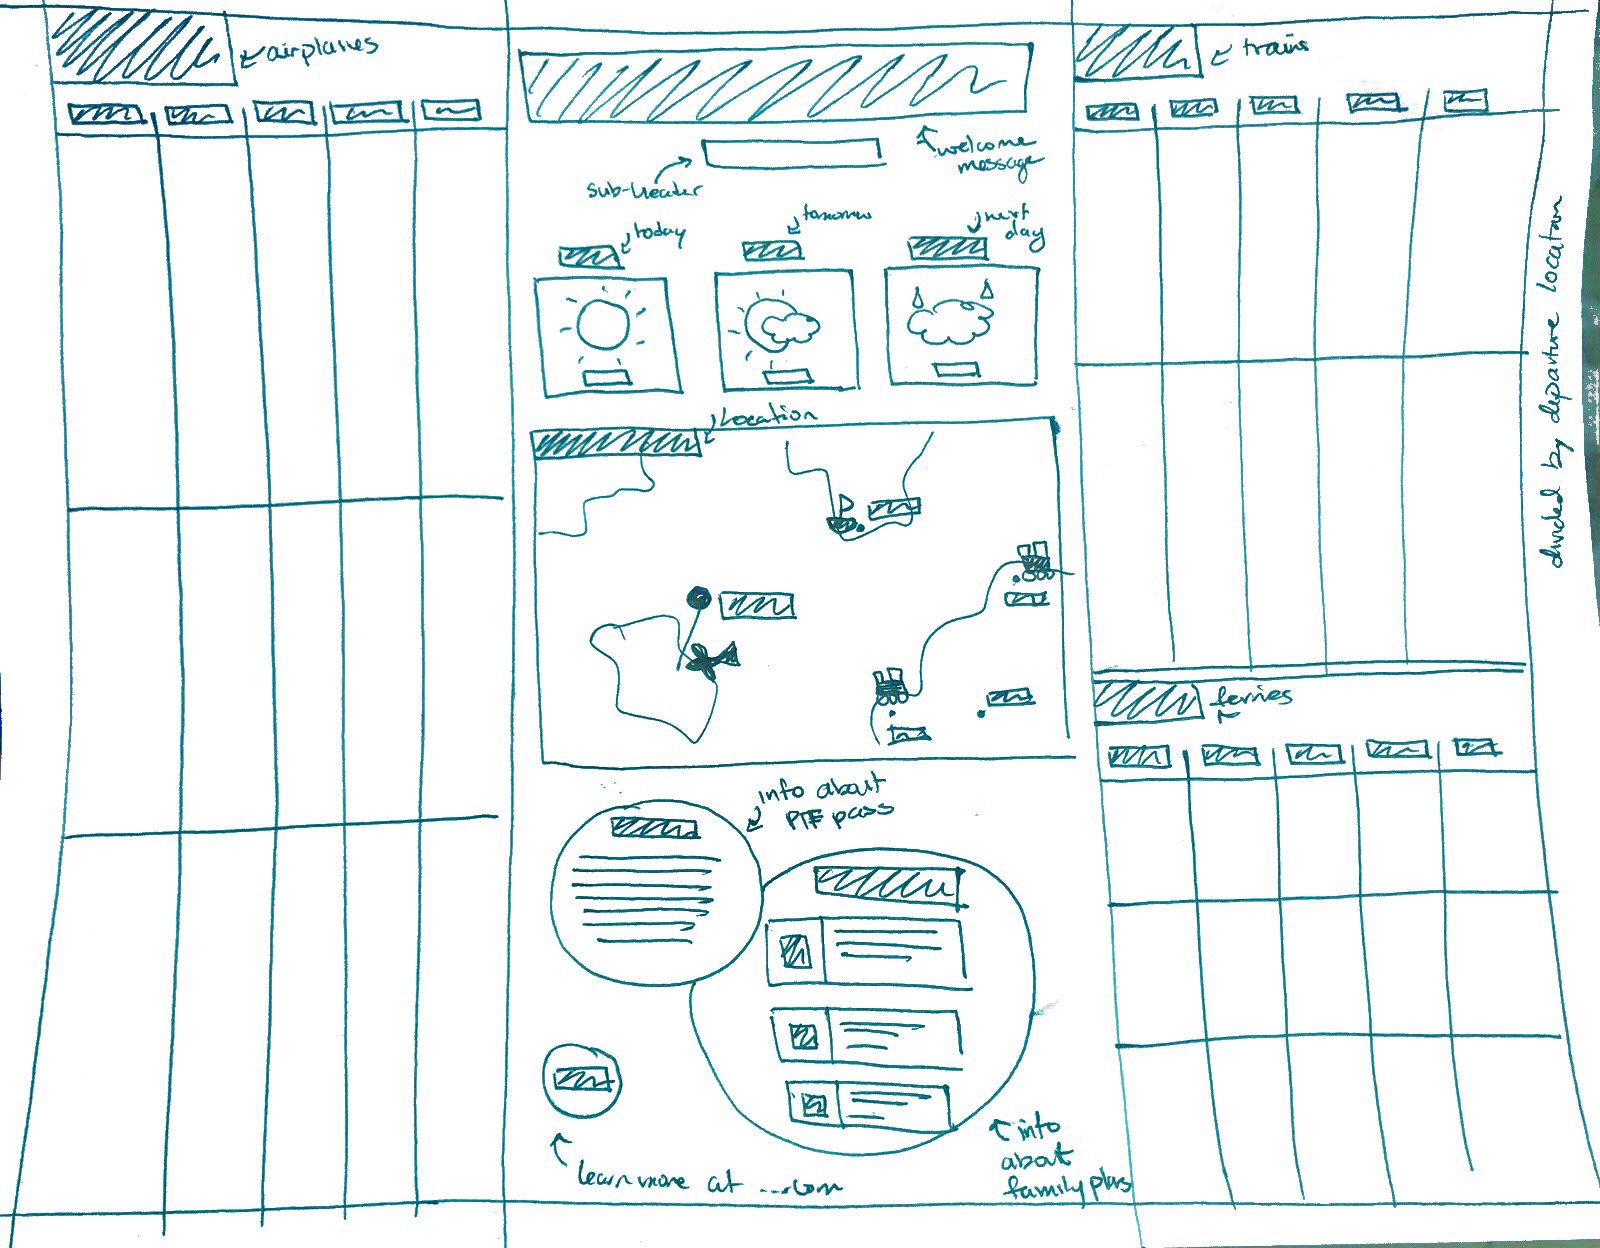 airplanes
welcome
message
sub-header
today
tomorrow
next
day
Location
info about
PTF pass
learn more at ....com
info
about
family plans
trains
divided by departure location
ferries